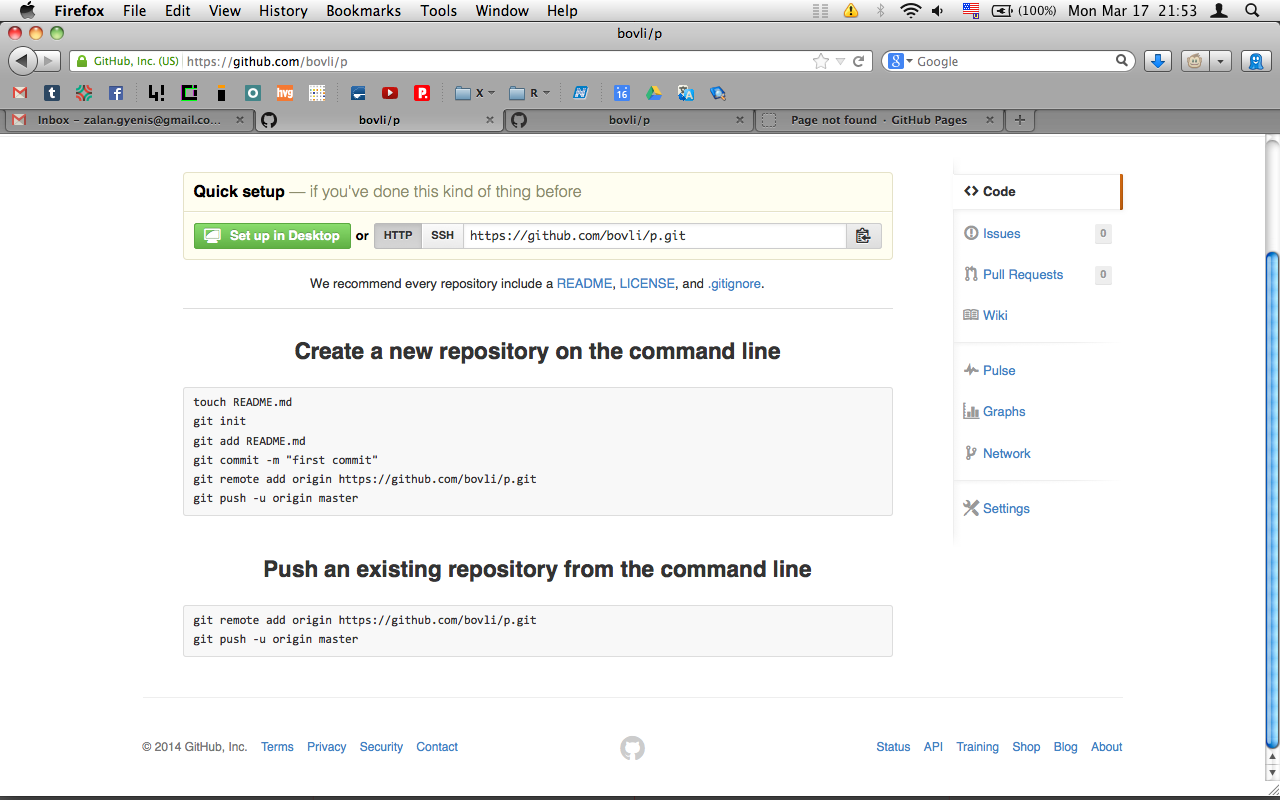 Firefox File Edit View History Bookmarks Tools Window Help (100%) Mon Mar 17 21:53
bovli/p
GitHub, Inc. (US) https://github.com/bovli/p Google
t f 4! hvg P. X R N 16 A
Inbox – zalan.gyenis@gmail.co... bovli/p bovli/p Page not found · GitHub Pages
Quick setup — if you've done this kind of thing before
Set up in Desktop or HTTP SSH https://github.com/bovli/p.git
We recommend every repository include a README, LICENSE, and .gitignore.
Create a new repository on the command line
touch README.md
git init
git add README.md
git commit -m "first commit"
git remote add origin https://github.com/bovli/p.git
git push -u origin master
Push an existing repository from the command line
git remote add origin https://github.com/bovli/p.git
git push -u origin master
Code
Issues 0
Pull Requests 0
Wiki
Pulse
Graphs
Network
Settings
© 2014 GitHub, Inc. Terms Privacy Security Contact Status API Training Shop Blog About